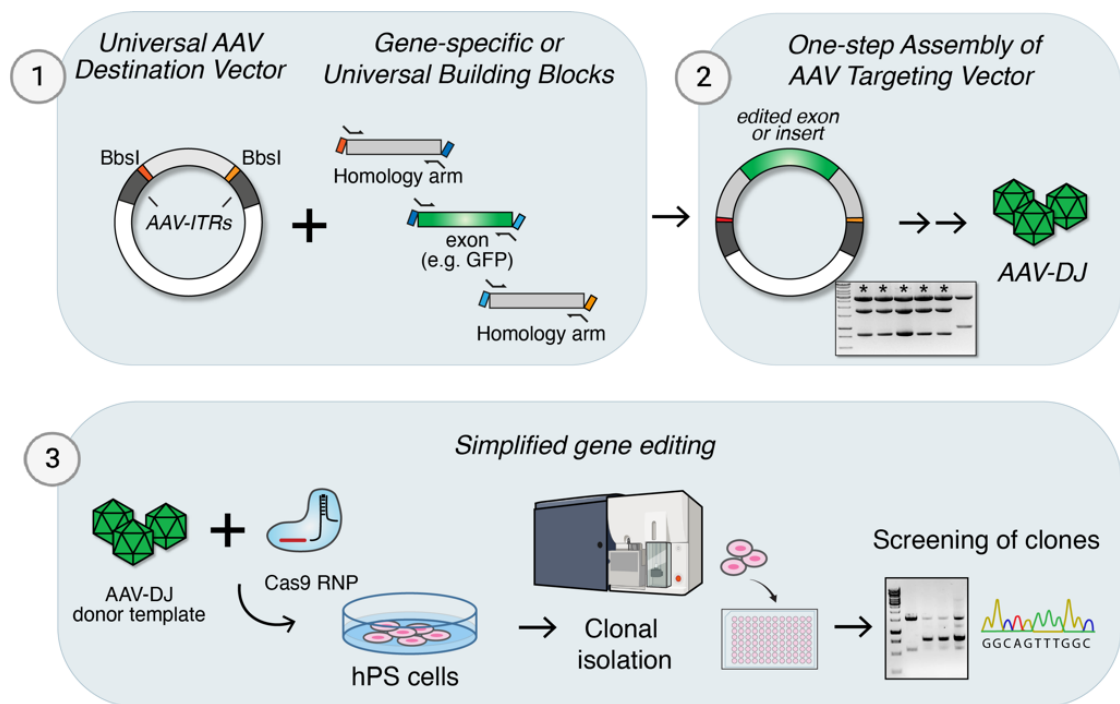 1
Universal AAV
Destination Vector
Gene-specific or
Universal Building Blocks
BbsI
BbsI
AAV-ITRs
+
Homology arm
exon
(e.g. GFP)
Homology arm
2
One-step Assembly of
AAV Targeting Vector
edited exon
or insert
* * * * *
AAV-DJ
3
Simplified gene editing
+
AAV-DJ
donor template
Cas9 RNP
hPS cells
Clonal
isolation
Screening of clones
GGCAGTTTGGC